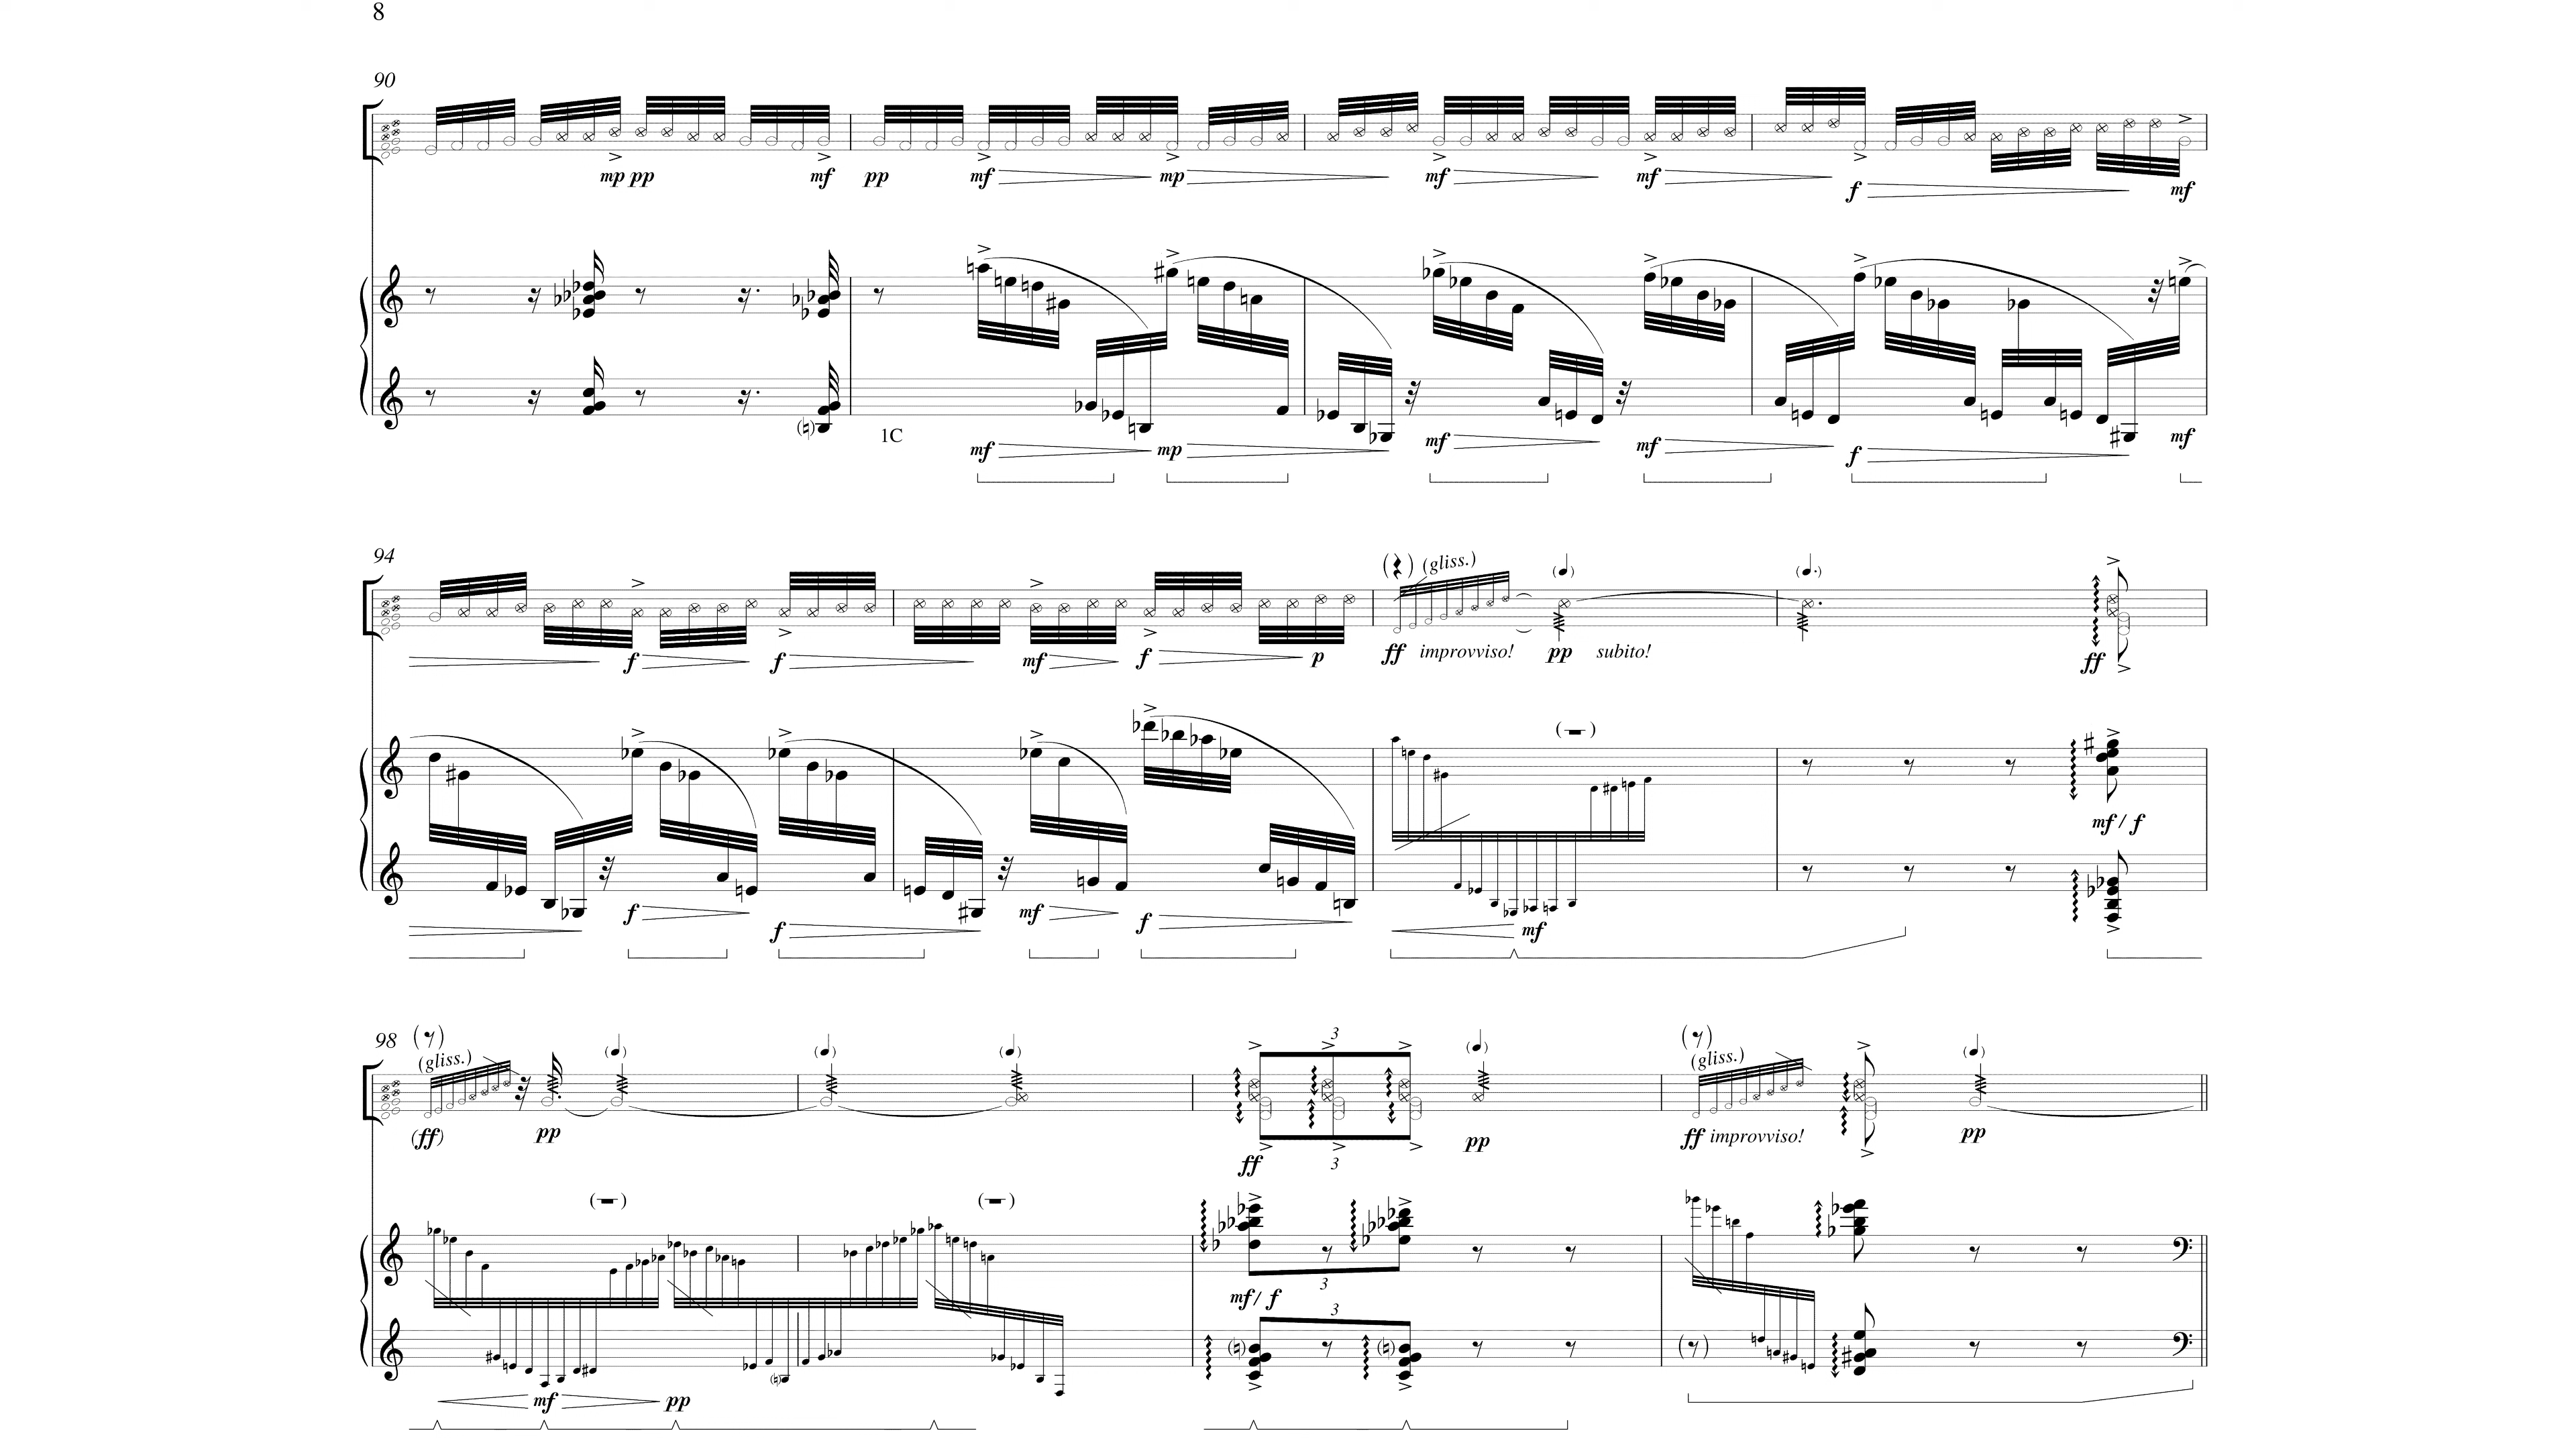 8
90
mp pp mf pp mf mp mf mf f mf
1C
mf mp mf mf f mf
94
(gliss.)
f f mf f p ff improvviso! pp subito! ff
mf / f
f f mf f mf
98
(gliss.) 3 (gliss.)
(ff) pp pp ff improvviso! pp
ff 3
3
mf / f 3
mf pp